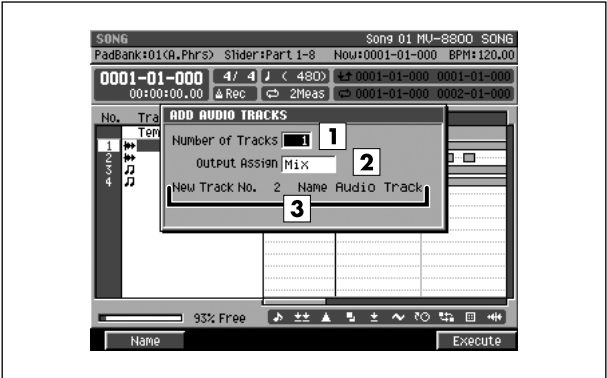 SONG Song 01 MV-8800 SONG
PadBank:01(A.Phrs) Slider:Part 1-8 Now:0001-01-000 BPM:120.00
0001-01-000 4/ 4 ♩ ( 480) 0001-01-000 0001-01-000
00:00:00.00 Rec 2Meas 0001-01-000 0002-01-000
No. Tra
Tem
ADD AUDIO TRACKS
Number of Tracks 1 1
Output Assign Mix 2
New Track No. 2 Name Audio Track
3
1
2
3
4
93% Free
Name Execute